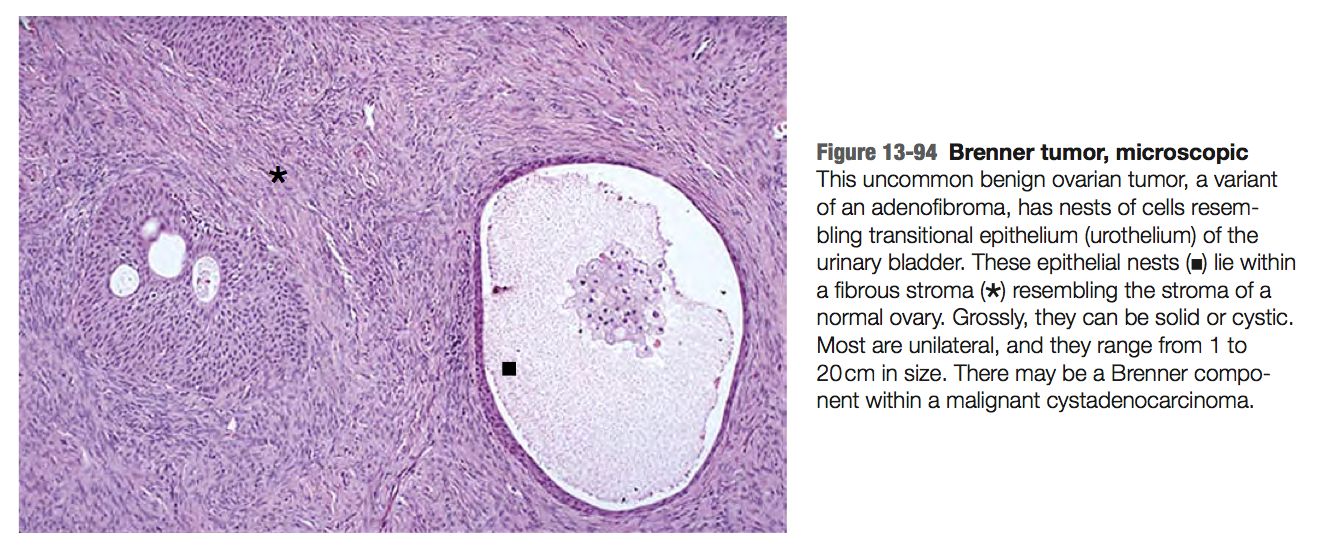 Figure 13-94 Brenner tumor, microscopic
This uncommon benign ovarian tumor, a variant
of an adenofibroma, has nests of cells resem-
bling transitional epithelium (urothelium) of the
urinary bladder. These epithelial nests (■) lie within
a fibrous stroma (★) resembling the stroma of a
normal ovary. Grossly, they can be solid or cystic.
Most are unilateral, and they range from 1 to
20 cm in size. There may be a Brenner compo-
nent within a malignant cystadenocarcinoma.